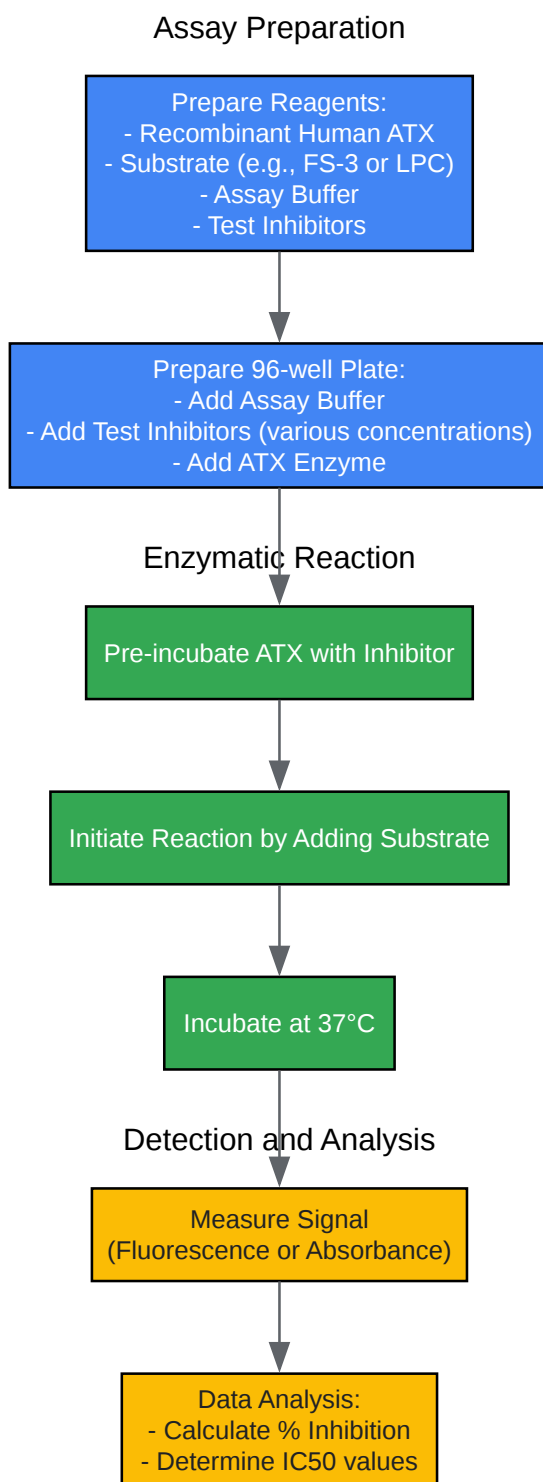 Assay Preparation
Prepare Reagents:
- Recombinant Human ATX
- Substrate (e.g., FS-3 or LPC)
- Assay Buffer
- Test Inhibitors
Prepare 96-well Plate:
- Add Assay Buffer
- Add Test Inhibitors (various concentrations)
- Add ATX Enzyme
Enzymatic Reaction
Pre-incubate ATX with Inhibitor
Initiate Reaction by Adding Substrate
Incubate at 37°C
Detection and Analysis
Measure Signal
(Fluorescence or Absorbance)
Data Analysis:
- Calculate % Inhibition
- Determine IC50 values